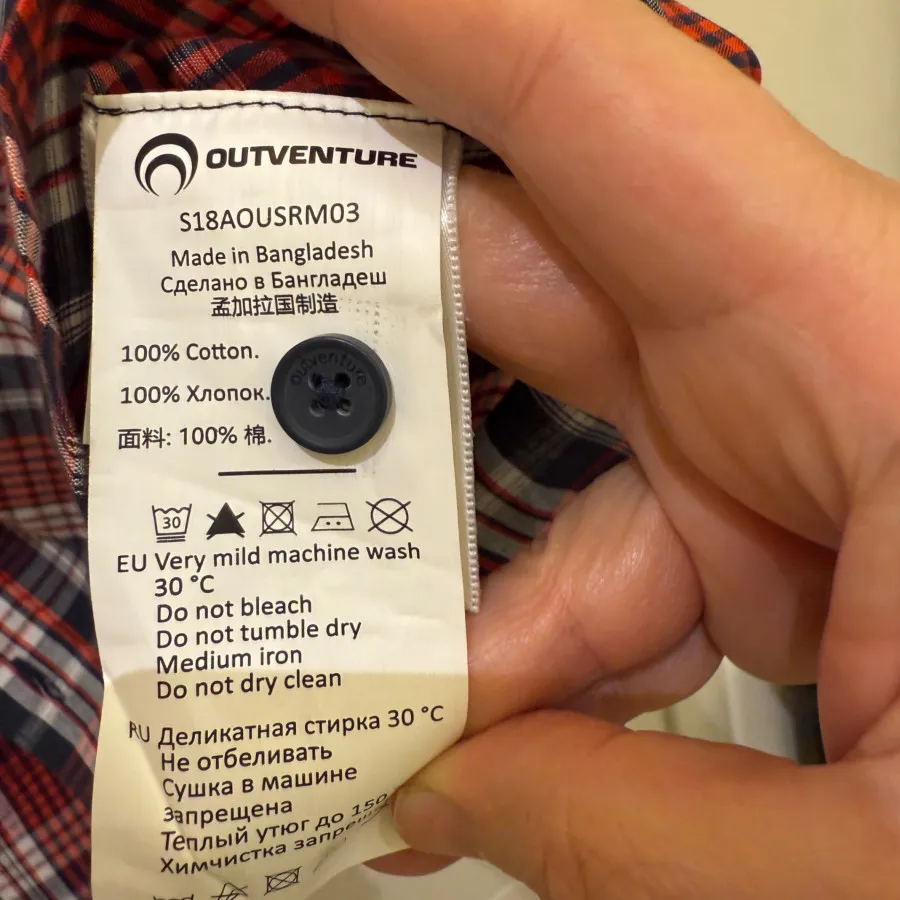 OUTVENTURE
S18AOUSRM03
Made in Bangladesh
Сделано в Бангладеш
孟加拉国制造
100% Cotton.
100% Хлопок.
面料: 100% 棉.
outventure
30
EU Very mild machine wash
30 °C
Do not bleach
Do not tumble dry
Medium iron
Do not dry clean
RU Деликатная стирка 30 °C
Не отбеливать
Сушка в машине
Запрещена
Теплый утюг до 150
Химчистка